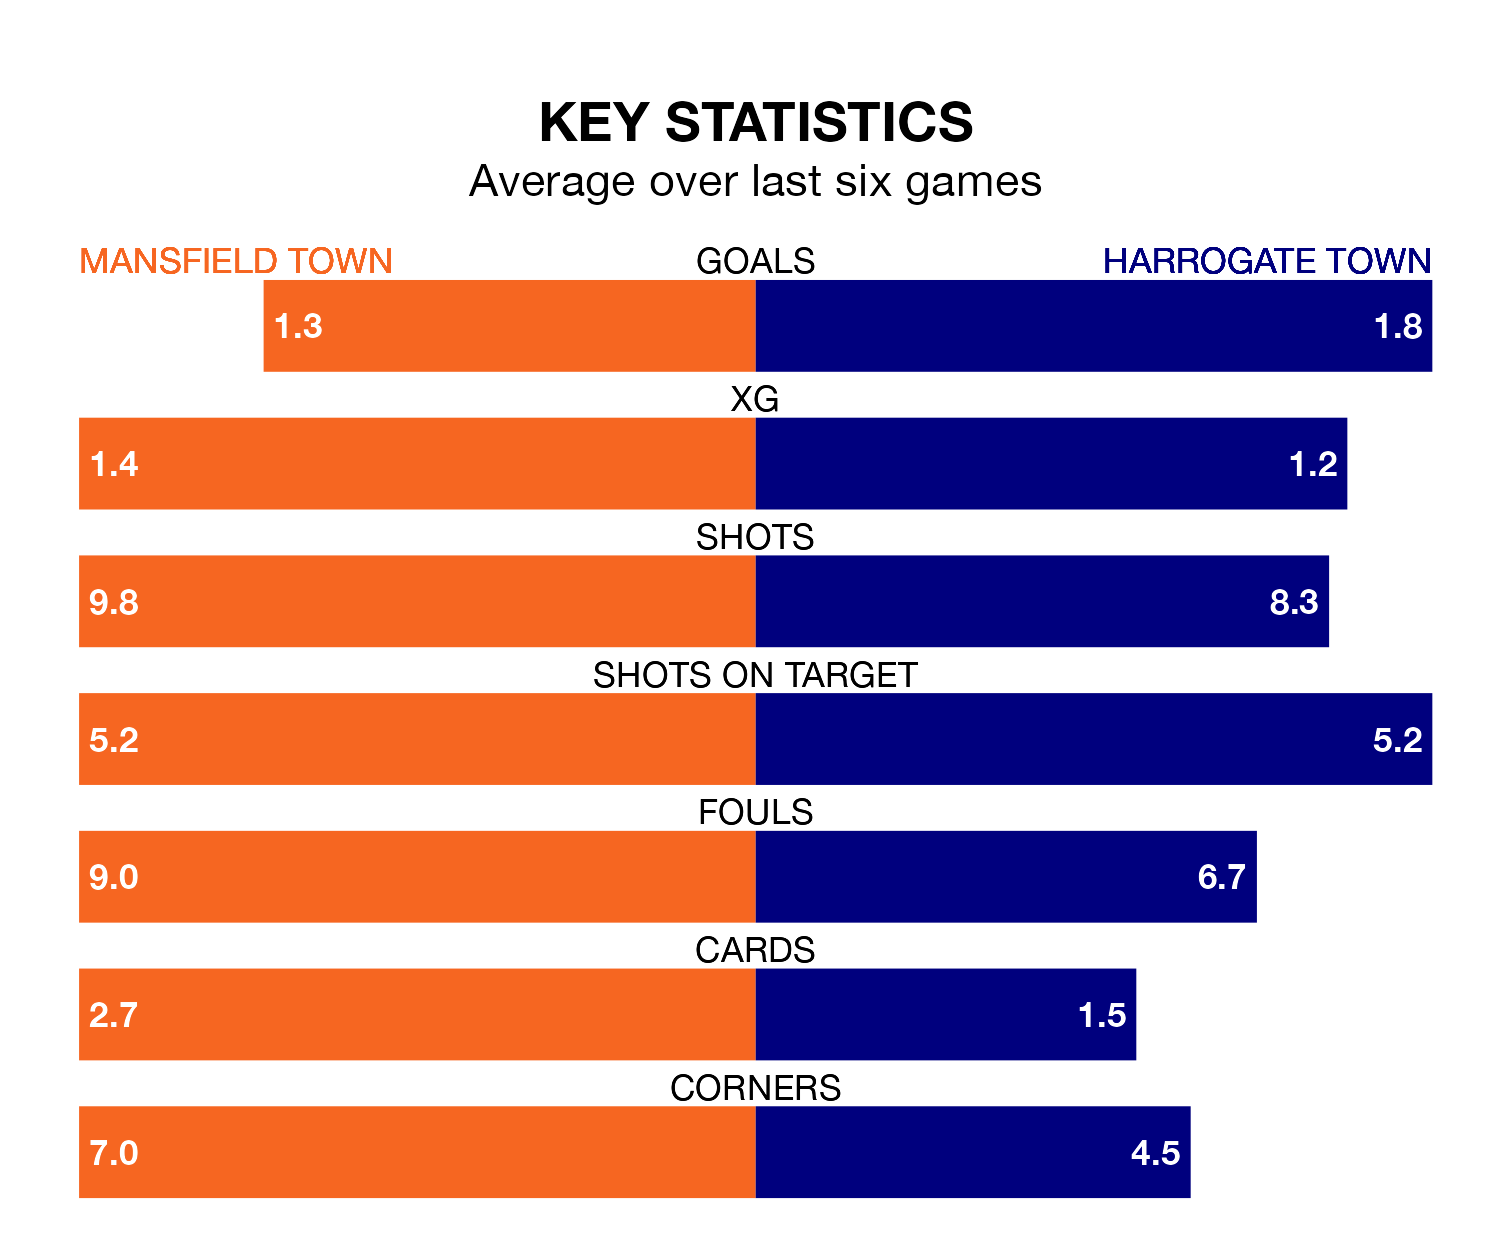 KEY STATISTICS
Average over last six games
MANSFIELD TOWN GOALS HARROGATE TOWN
1.3 1.8
XG
1.4 1.2
SHOTS
9.8 8.3
SHOTS ON TARGET
5.2 5.2
FOULS
9.0 6.7
CARDS
2.7 1.5
CORNERS
7.0 4.5